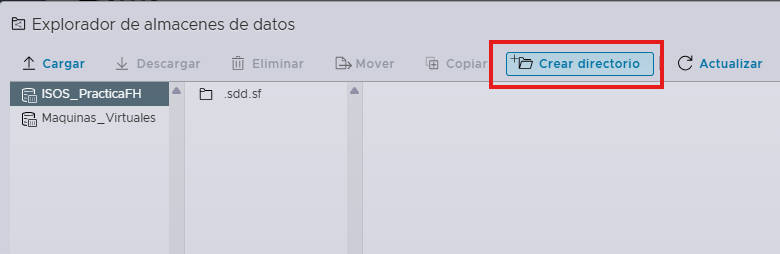 Explorador de almacenes de datos
Cargar Descargar Eliminar Mover Copiar Crear directorio Actualizar
ISOS_PracticaFH .sdd.sf
Maquinas_Virtuales